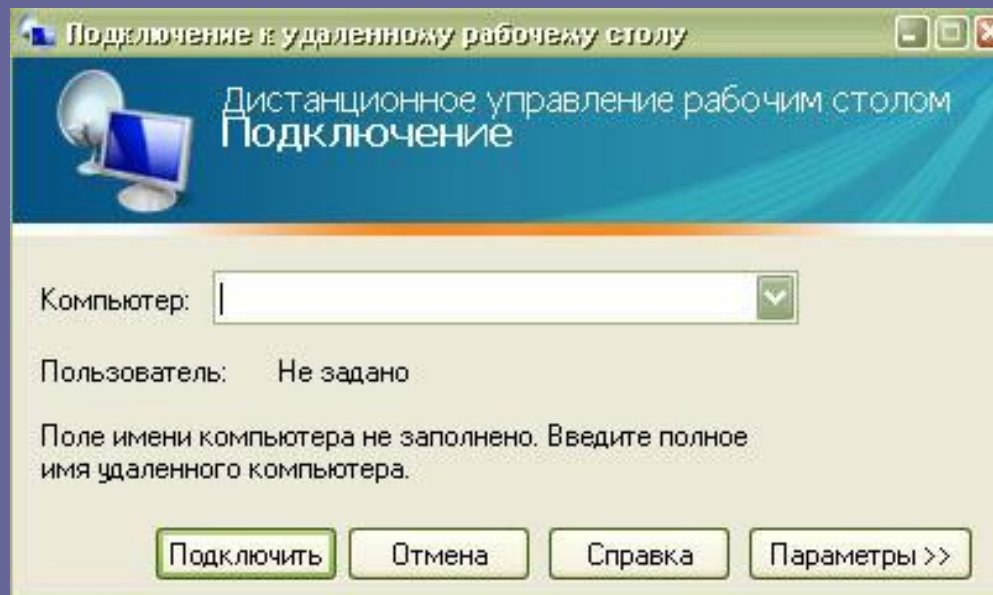 Подключение к удаленному рабочему столу
Дистанционное управление рабочим столом
Подключение
Компьютер:
Пользователь: Не задано
Поле имени компьютера не заполнено. Введите полное
имя удаленного компьютера.
Подключить Отмена Справка Параметры >>